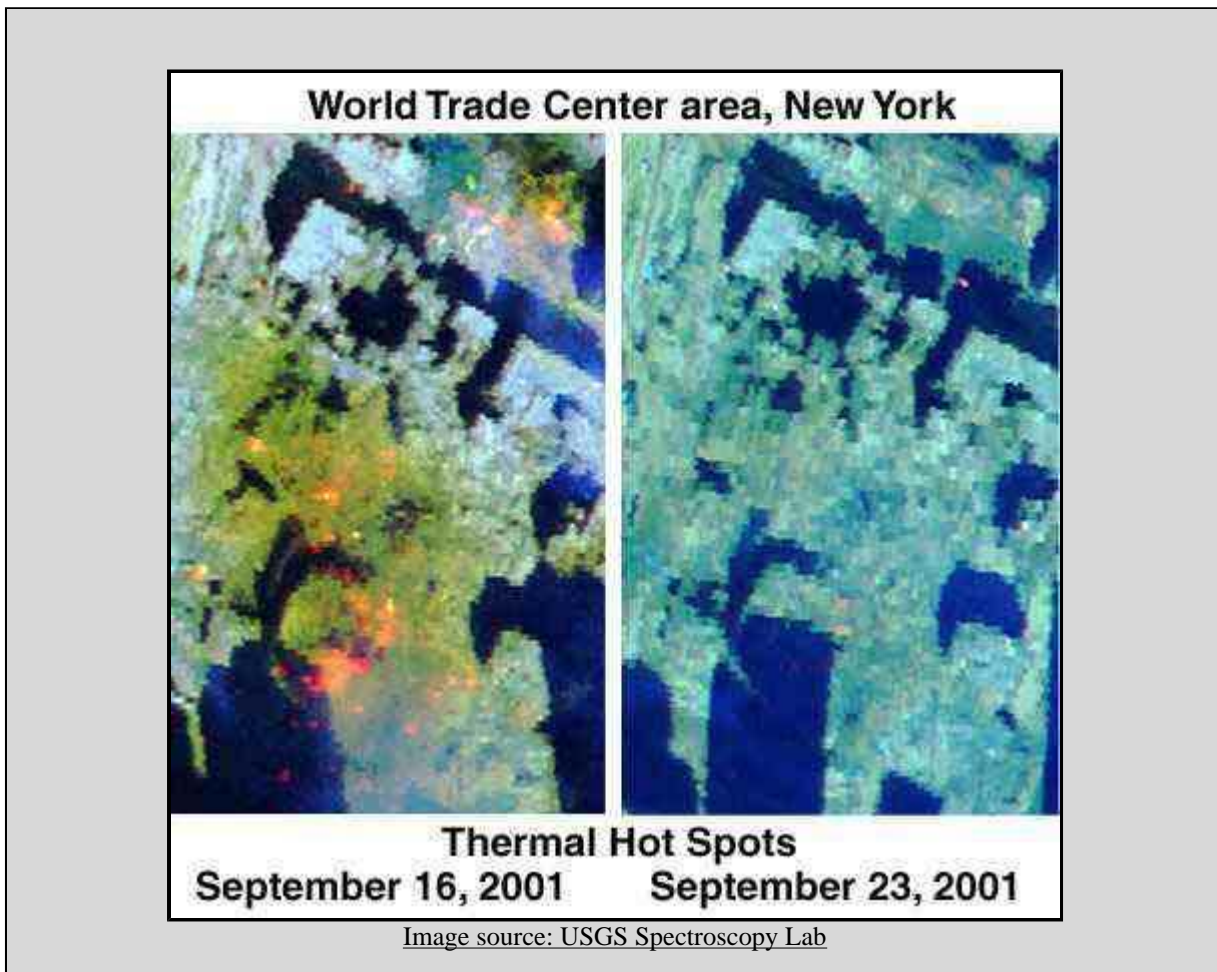 World Trade Center area, New York
Thermal Hot Spots
September 16, 2001 September 23, 2001
Image source: USGS Spectroscopy Lab